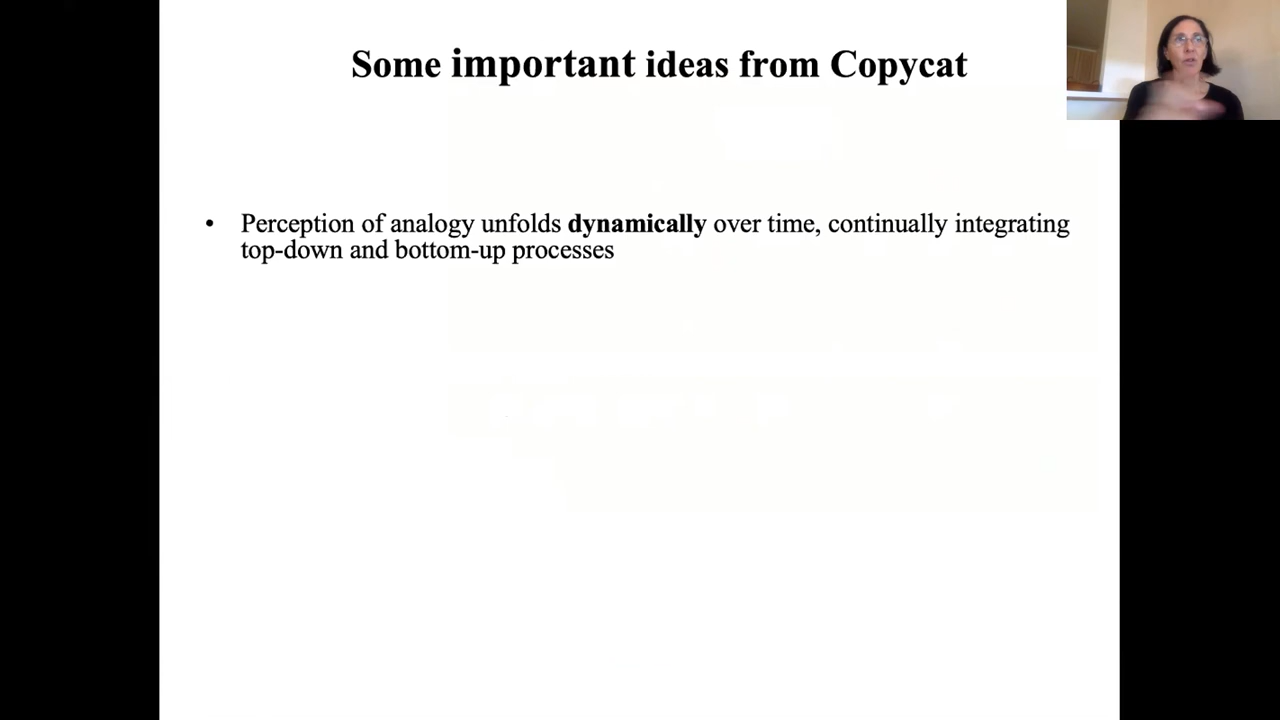 Some important ideas from Copycat
• Perception of analogy unfolds dynamically over time, continually integrating
top-down and bottom-up processes